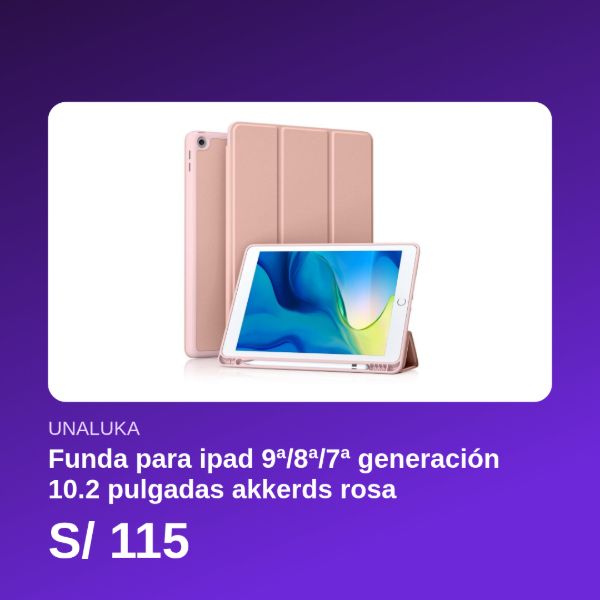 UNALUKA
Funda para ipad 9ª/8ª/7ª generación
10.2 pulgadas akkerds rosa
S/ 115